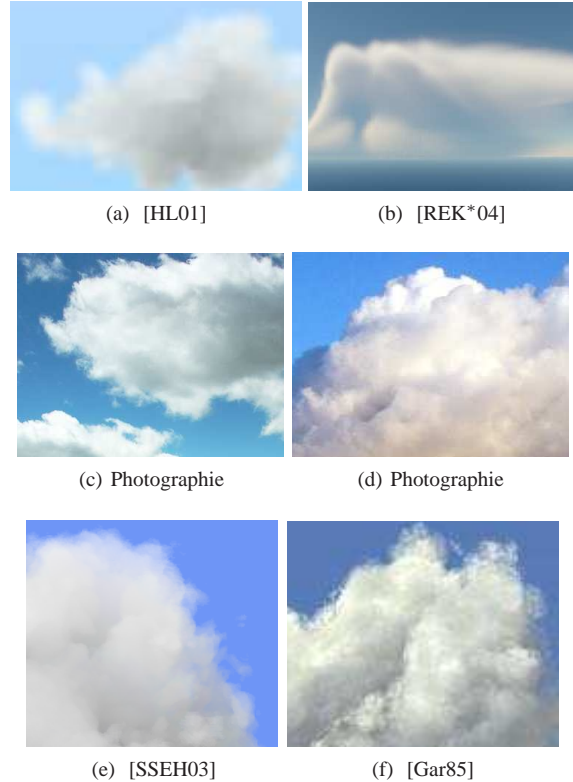 (a) [HL01]
(b) [REK*04]
(c) Photographie
(d) Photographie
(e) [SSEH03]
(f) [Gar85]